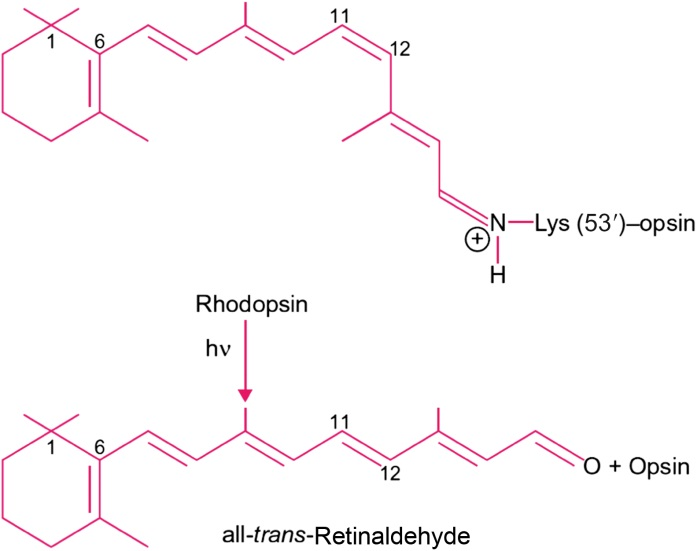 11
1 6 12
N–Lys (53′)–opsin
+
H
Rhodopsin
hν
11
1 6 12
O + Opsin
all-trans-Retinaldehyde